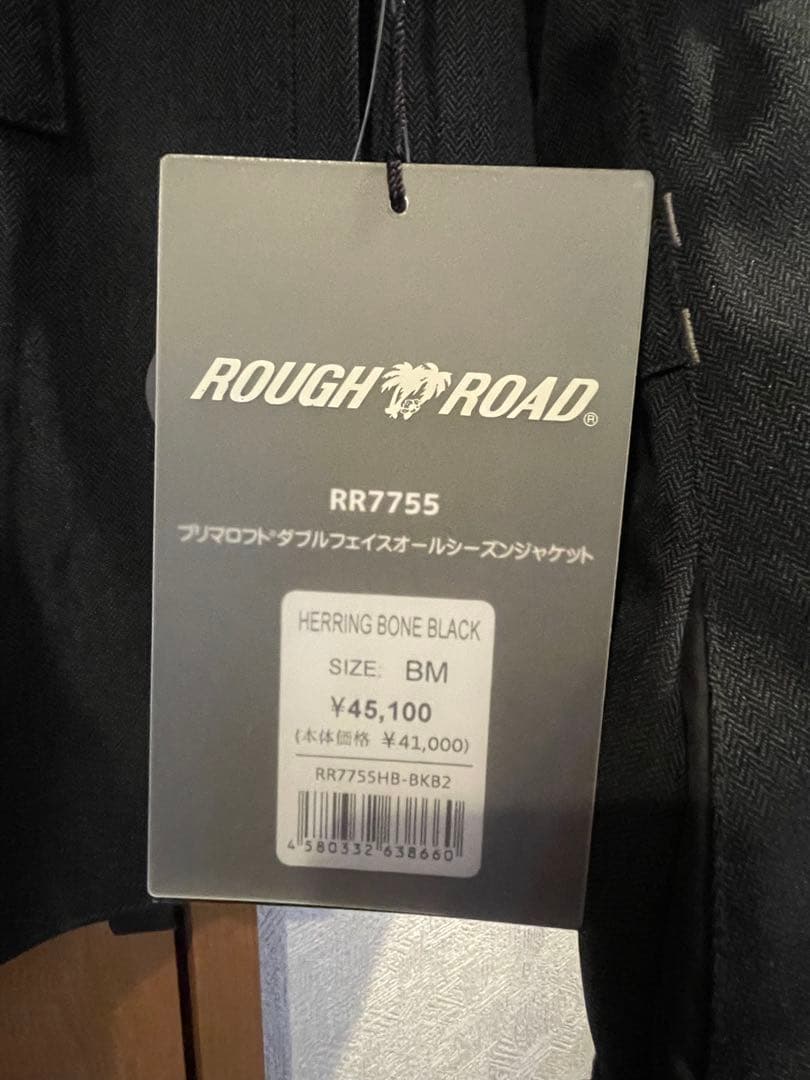 ROUGH ROAD®
RR7755
プリマロフト®ダブルフェイスオールシーズンジャケット
HERRING BONE BLACK
SIZE: BM
¥45,100
(本体価格 ¥41,000)
RR7755HB-BKB2
4 580332 638660